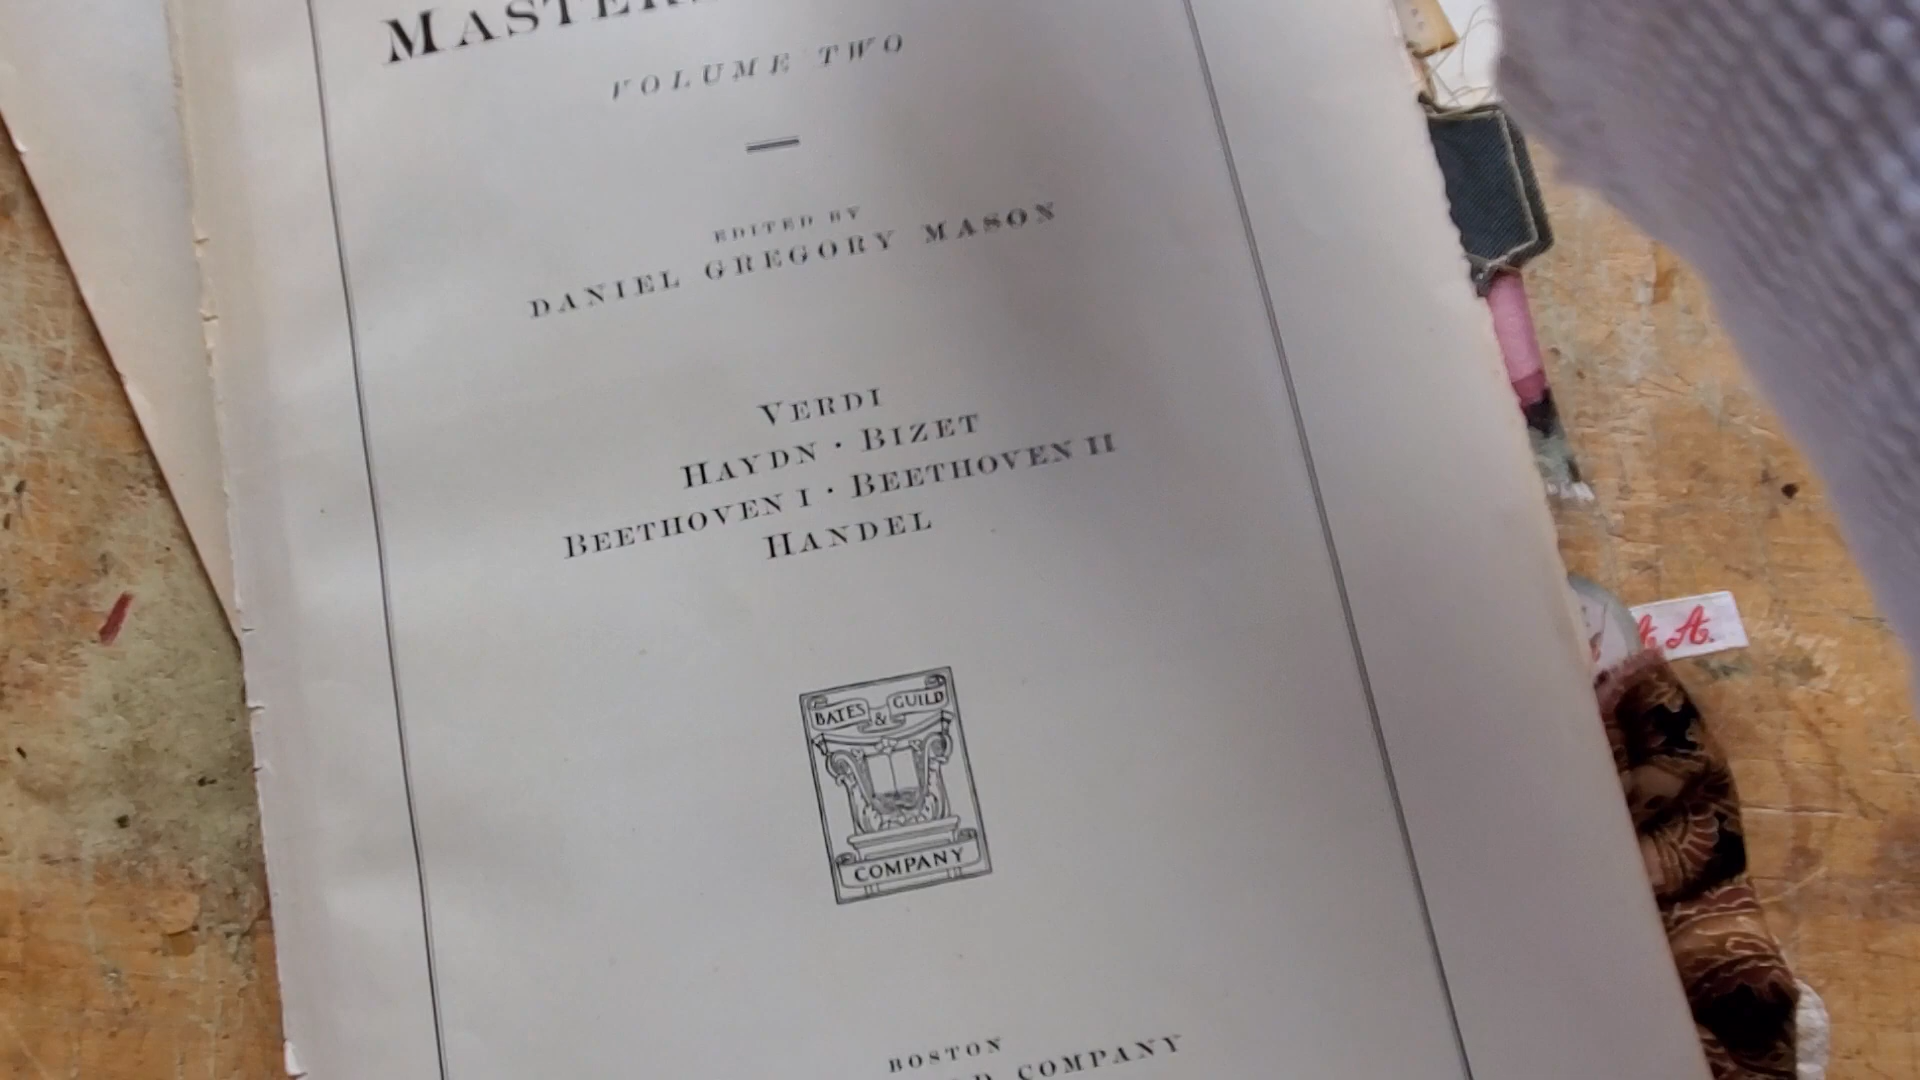 VOLUME TWO
EDITED BY
DANIEL GREGORY MASON
VERDI
HAYDN · BIZET
BEETHOVEN I · BEETHOVEN II
HANDEL
BATES & GUILD
COMPANY
BOSTON
COMPANY
A.